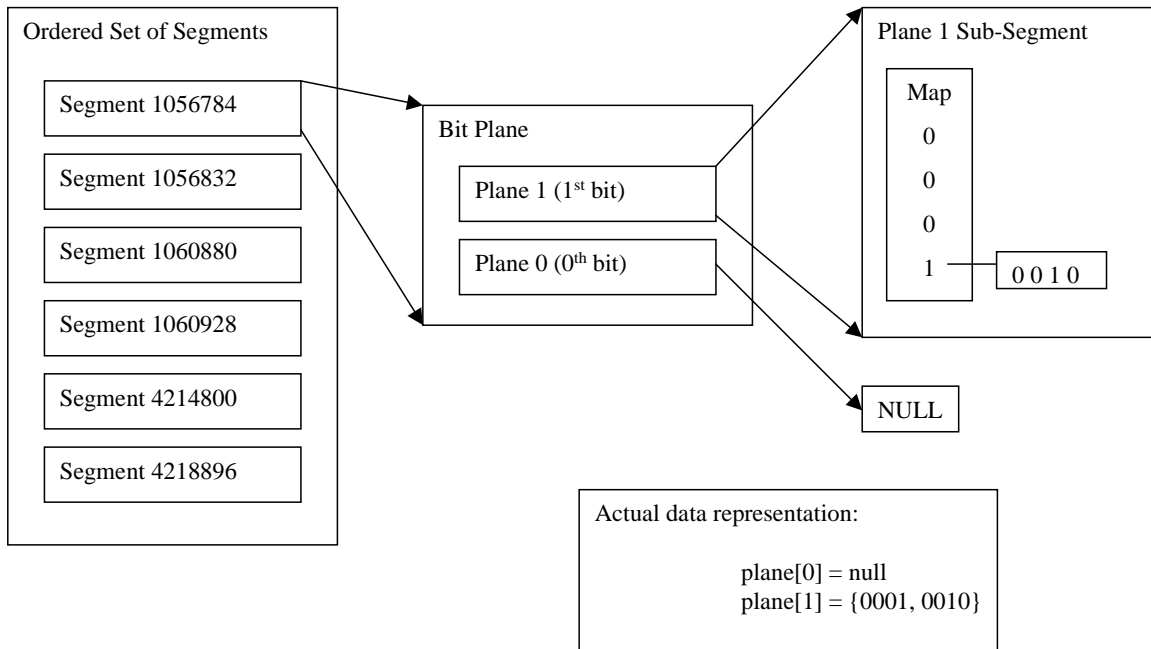 Ordered Set of Segments
Segment 1056784
Segment 1056832
Segment 1060880
Segment 1060928
Segment 4214800
Segment 4218896
Bit Plane
Plane 1 (1st bit)
Plane 0 (0th bit)
Plane 1 Sub-Segment
Map
0
0
0
1
0 0 1 0
NULL
Actual data representation:
plane[0] = null
plane[1] = {0001, 0010}